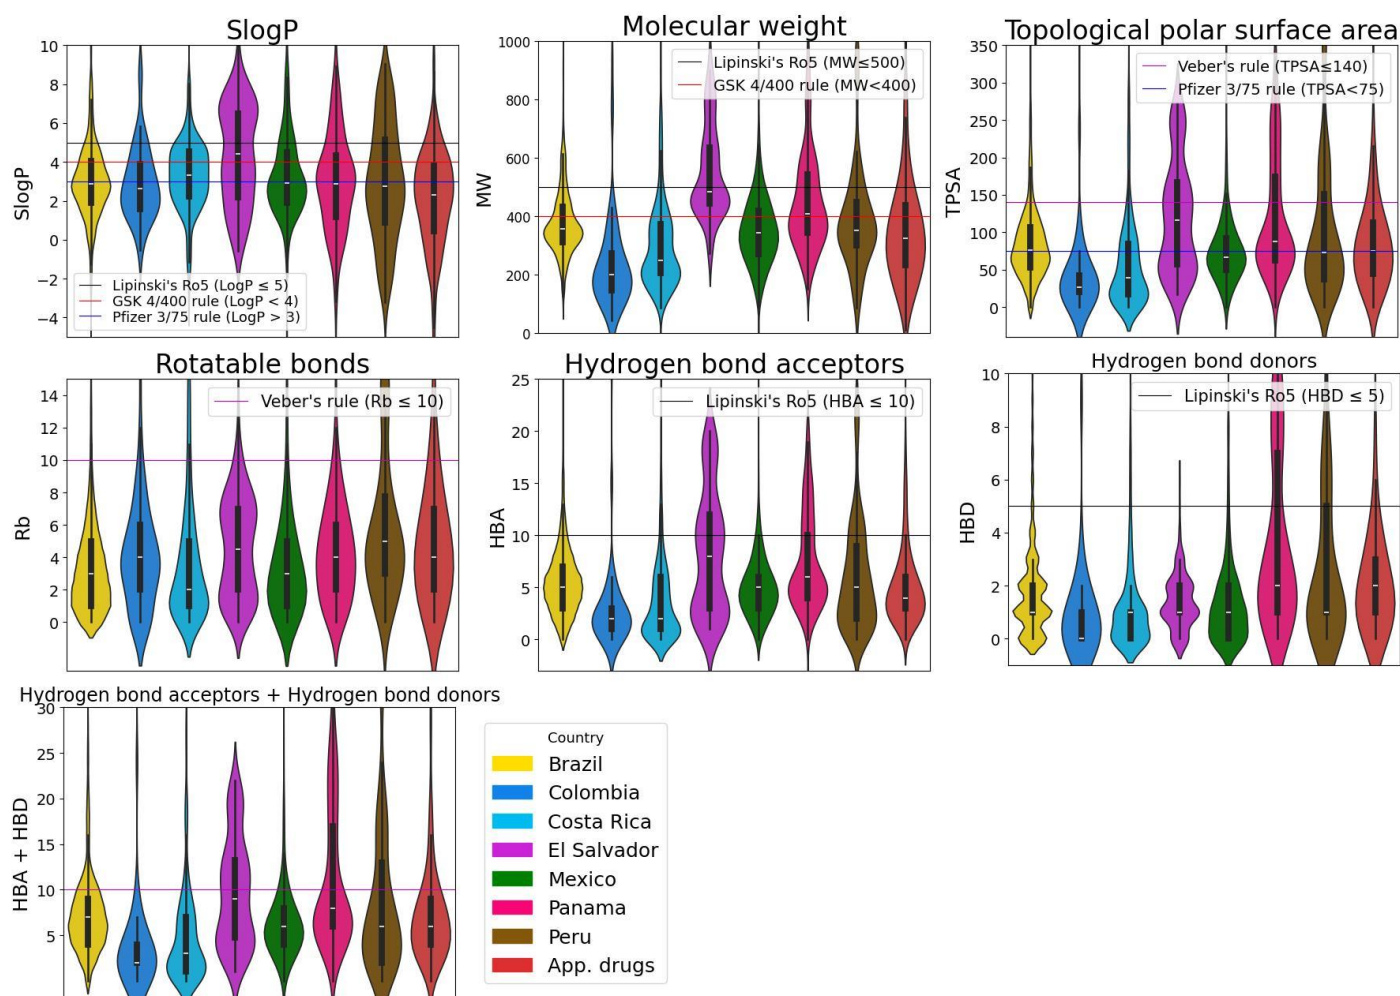 SlogP
10
8
6
4
2
0
−2
−4
SlogP
Lipinski's Ro5 (LogP ≤ 5)
GSK 4/400 rule (LogP < 4)
Pfizer 3/75 rule (LogP > 3)
Molecular weight
1000
800
600
400
200
0
MW
Lipinski's Ro5 (MW≤500)
GSK 4/400 rule (MW<400)
Topological polar surface area
350
300
250
200
150
100
50
0
TPSA
Veber's rule (TPSA≤140)
Pfizer 3/75 rule (TPSA<75)
Rotatable bonds
14
12
10
8
6
4
2
0
Rb
Veber's rule (Rb ≤ 10)
Hydrogen bond acceptors
25
20
15
10
5
0
HBA
Lipinski's Ro5 (HBA ≤ 10)
Hydrogen bond donors
10
8
6
4
2
0
HBD
Lipinski's Ro5 (HBD ≤ 5)
Hydrogen bond acceptors + Hydrogen bond donors
30
25
20
15
10
5
HBA + HBD
Country
Brazil
Colombia
Costa Rica
El Salvador
Mexico
Panama
Peru
App. drugs